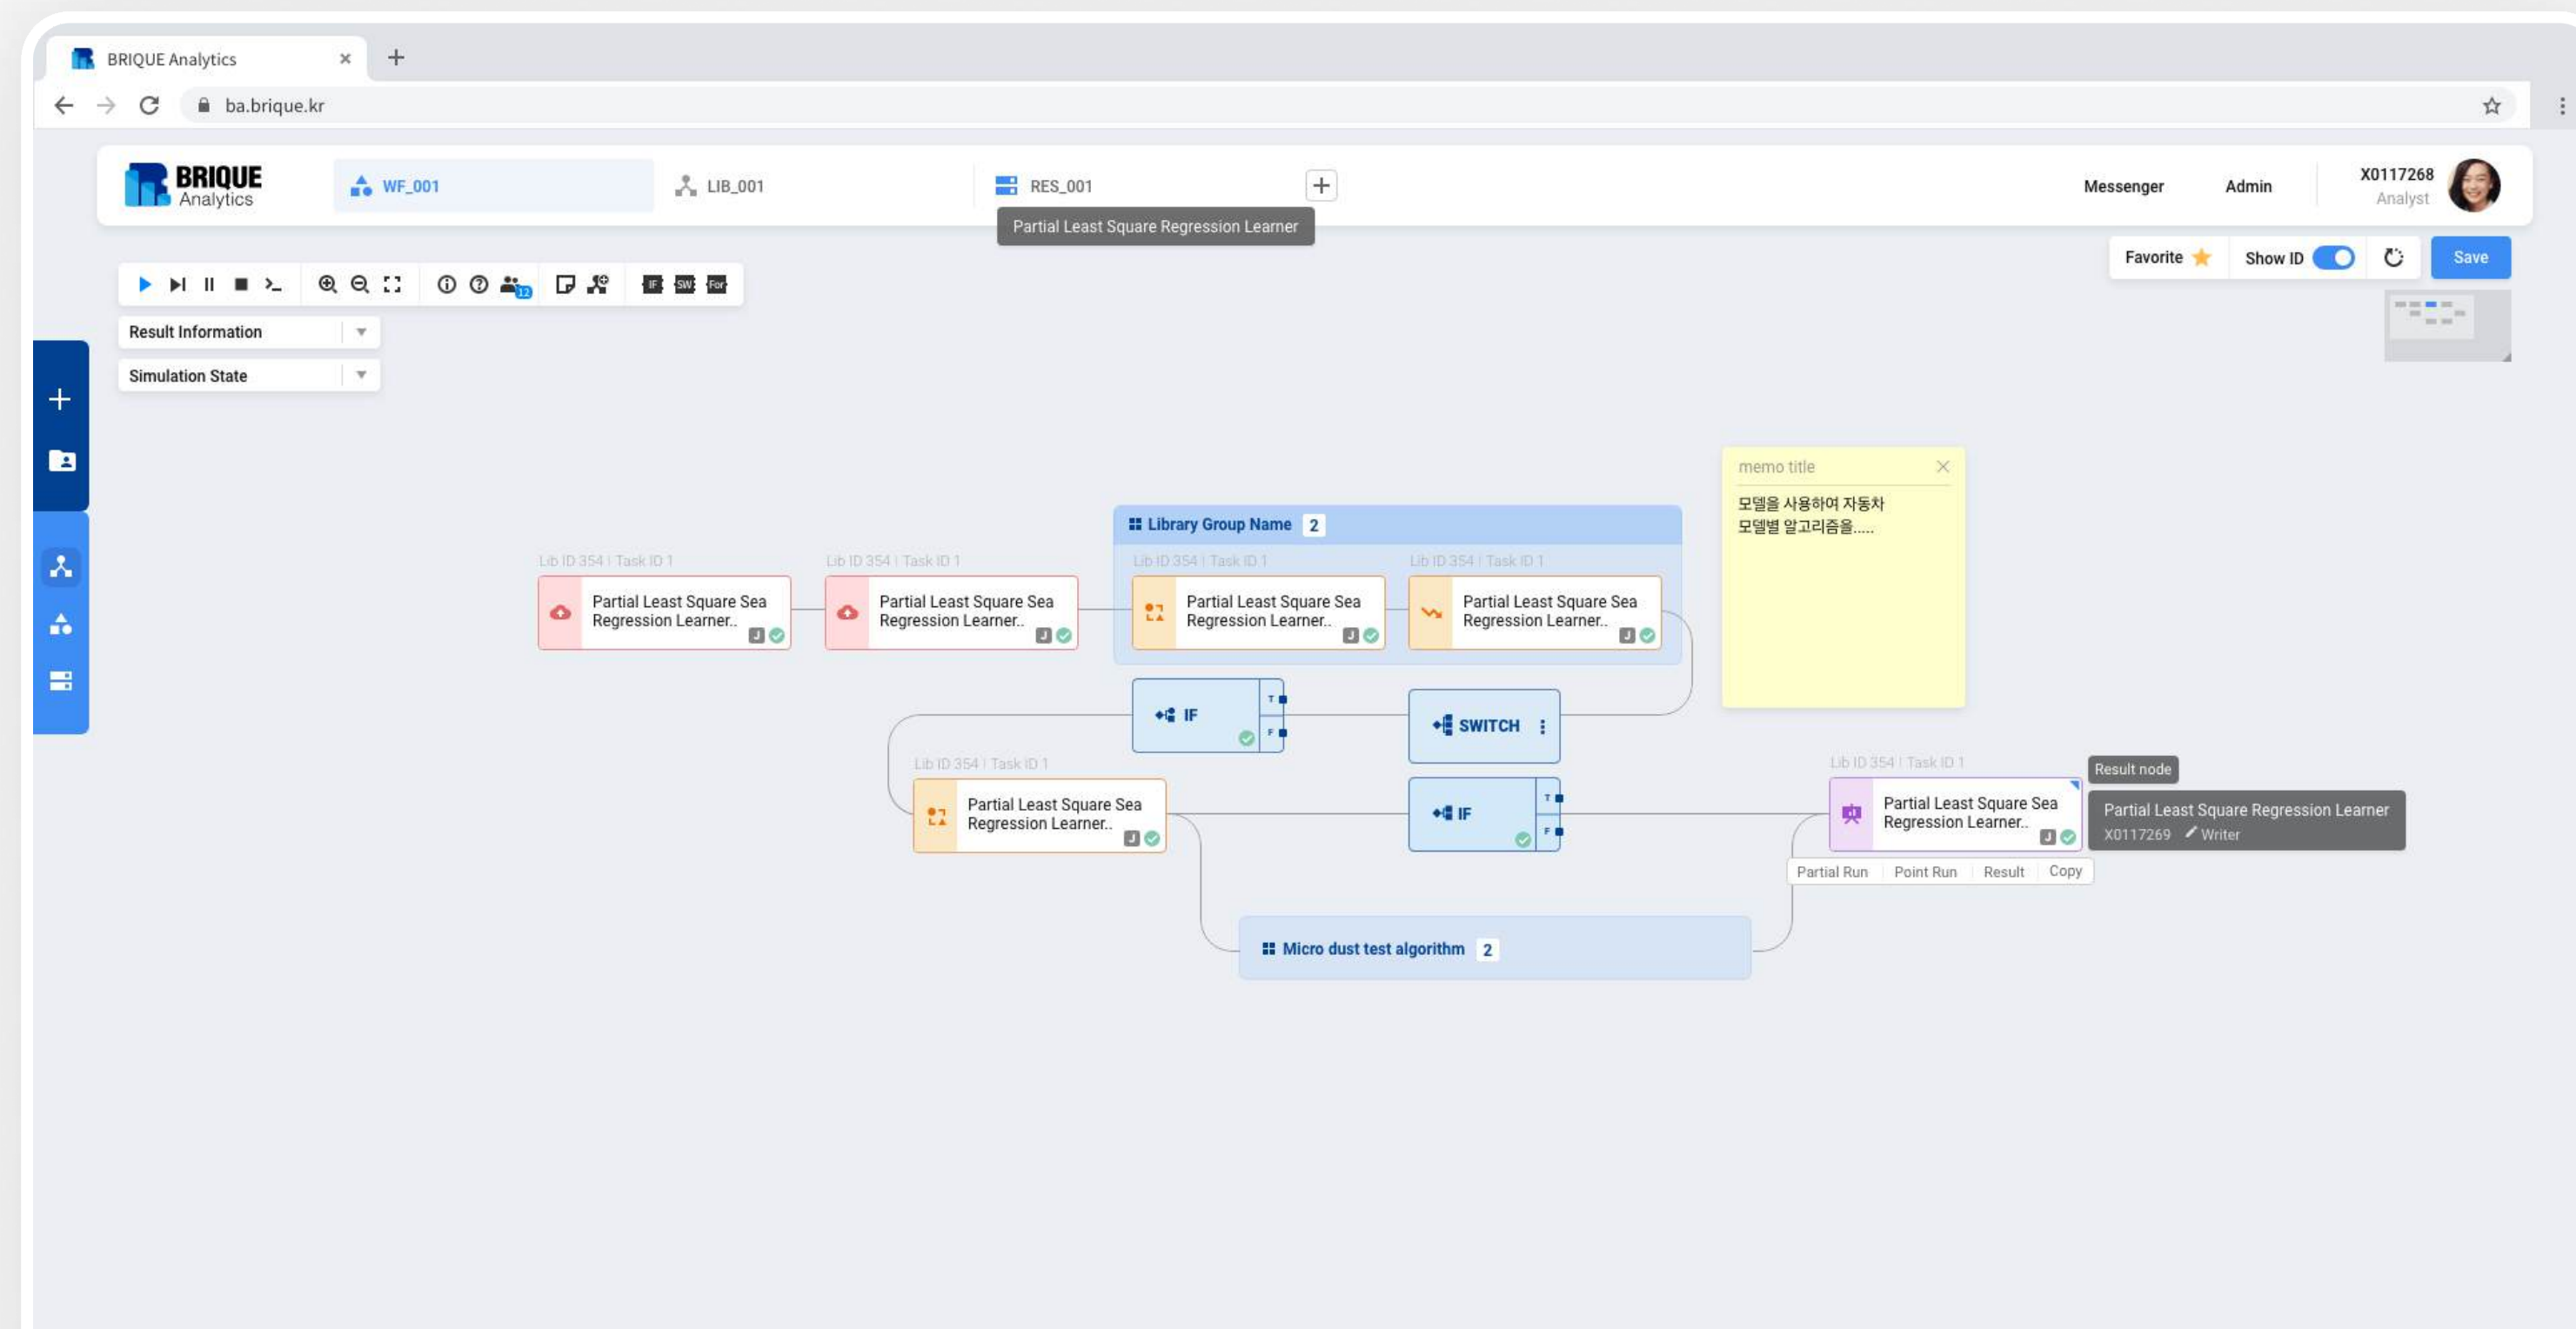 BRIQUE Analytics
ba.brique.kr
BRIQUE
Analytics
WF_001
LIB_001
RES_001
Messenger
Admin
X0117268
Analyst
Partial Least Square Regression Learner
Favorite
Show ID
Save
12
IF
SW
For
Result Information
Simulation State
memo title
모델을 사용하여 자동차
모델별 알고리즘을.....
Library Group Name 2
Lib ID 354 | Task ID 1
Partial Least Square Sea
Regression Learner..
J
Lib ID 354 | Task ID 1
Partial Least Square Sea
Regression Learner..
J
Lib ID 354 | Task ID 1
Partial Least Square Sea
Regression Learner..
J
Lib ID 354 | Task ID 1
Partial Least Square Sea
Regression Learner..
J
IF
T
F
SWITCH
Lib ID 354 | Task ID 1
Partial Least Square Sea
Regression Learner..
J
IF
T
F
Lib ID 354 | Task ID 1
Partial Least Square Sea
Regression Learner..
J
Result node
Partial Least Square Regression Learner
X0117269 Writer
Partial Run Point Run Result Copy
Micro dust test algorithm 2